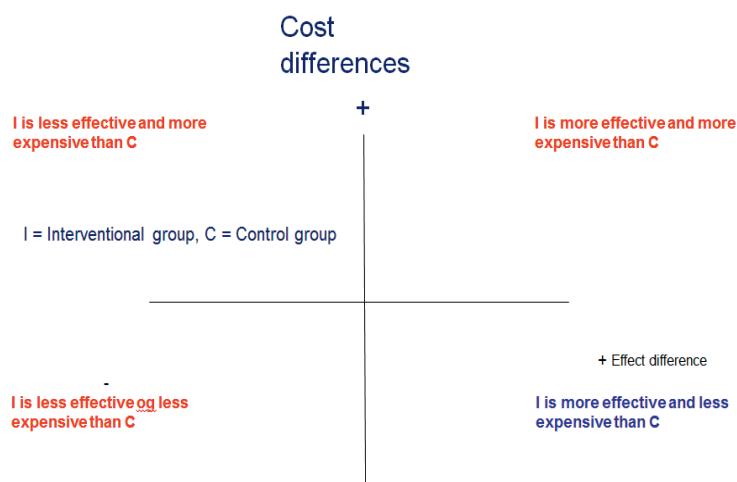 Cost
differences
+
I is less effective and more
expensive than C
I is more effective and more
expensive than C
I = Interventional group, C = Control group
+ Effect difference
-
I is less effective og less
expensive than C
I is more effective and less
expensive than C